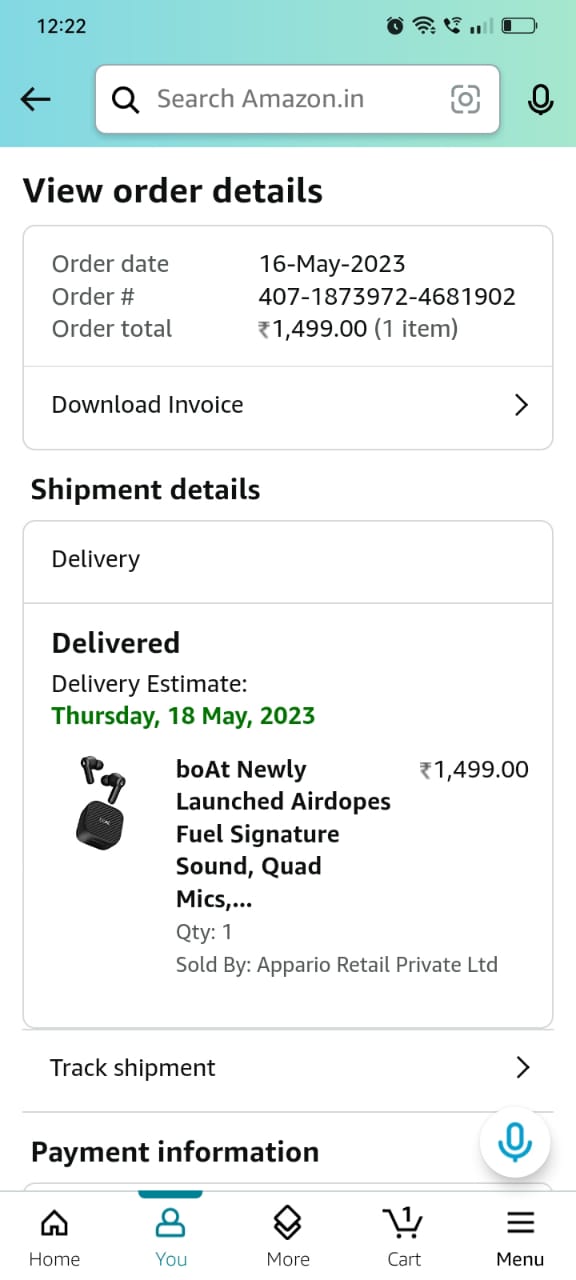 12:22
Search Amazon.in
View order details
Order date 16-May-2023
Order # 407-1873972-4681902
Order total ₹1,499.00 (1 item)
Download Invoice
Shipment details
Delivery
Delivered
Delivery Estimate:
Thursday, 18 May, 2023
boAt Newly ₹1,499.00
Launched Airdopes
Fuel Signature
Sound, Quad
Mics,...
Qty: 1
Sold By: Appario Retail Private Ltd
Track shipment
Payment information
1
Home You More Cart Menu